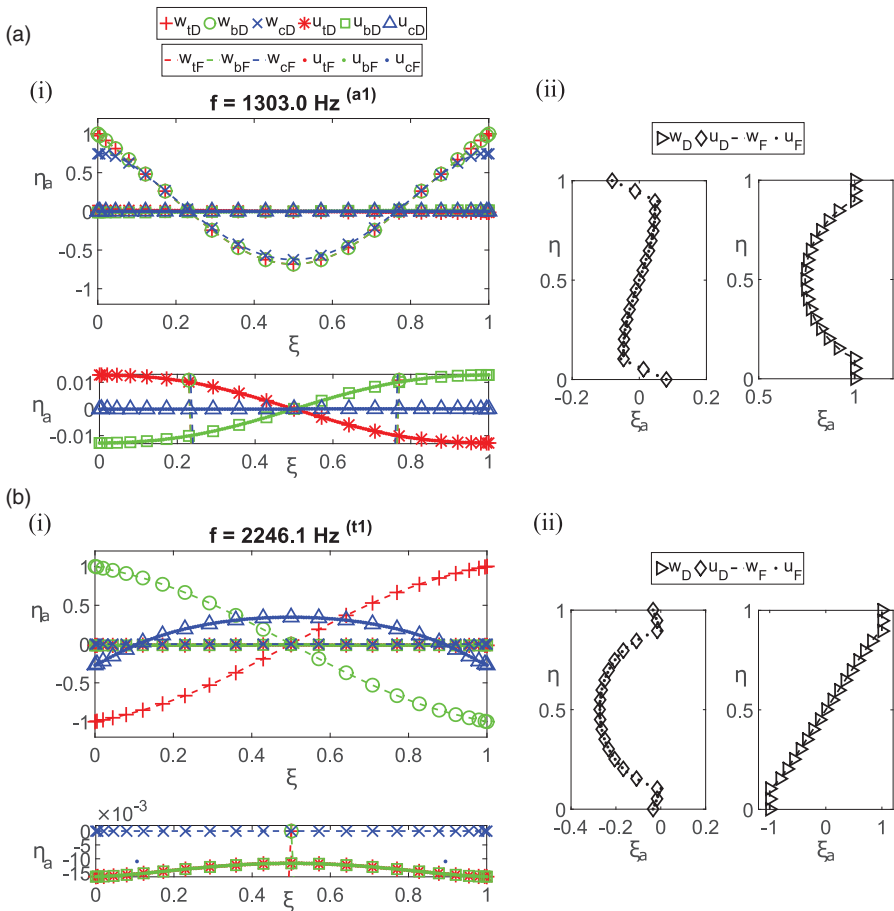 (a)
w_tD w_bD w_cD u_tD u_bD u_cD
w_tF w_bF w_cF u_tF u_bF u_cF
(i)
f = 1303.0 Hz (a1)
η_a
1
0.5
0
-0.5
-1
0 0.2 0.4 0.6 0.8 1
ξ
η_a
0.01
0
-0.01
0 0.2 0.4 0.6 0.8 1
ξ
(ii)
w_D u_D w_F u_F
η
1
0.5
0
-0.2 0 0.2
ξ_a
η
1
0.5
0
0.5 1
ξ_a
(b)
(i)
f = 2246.1 Hz (t1)
η_a
1
0.5
0
-0.5
-1
0 0.2 0.4 0.6 0.8 1
ξ
×10^-3
η_a
0
-5
-10
-15
0 0.2 0.4 0.6 0.8 1
ξ
(ii)
w_D u_D w_F u_F
η
1
0.5
0
-0.4 -0.2 0 0.2
ξ_a
η
1
0.5
0
-1 0 1
ξ_a